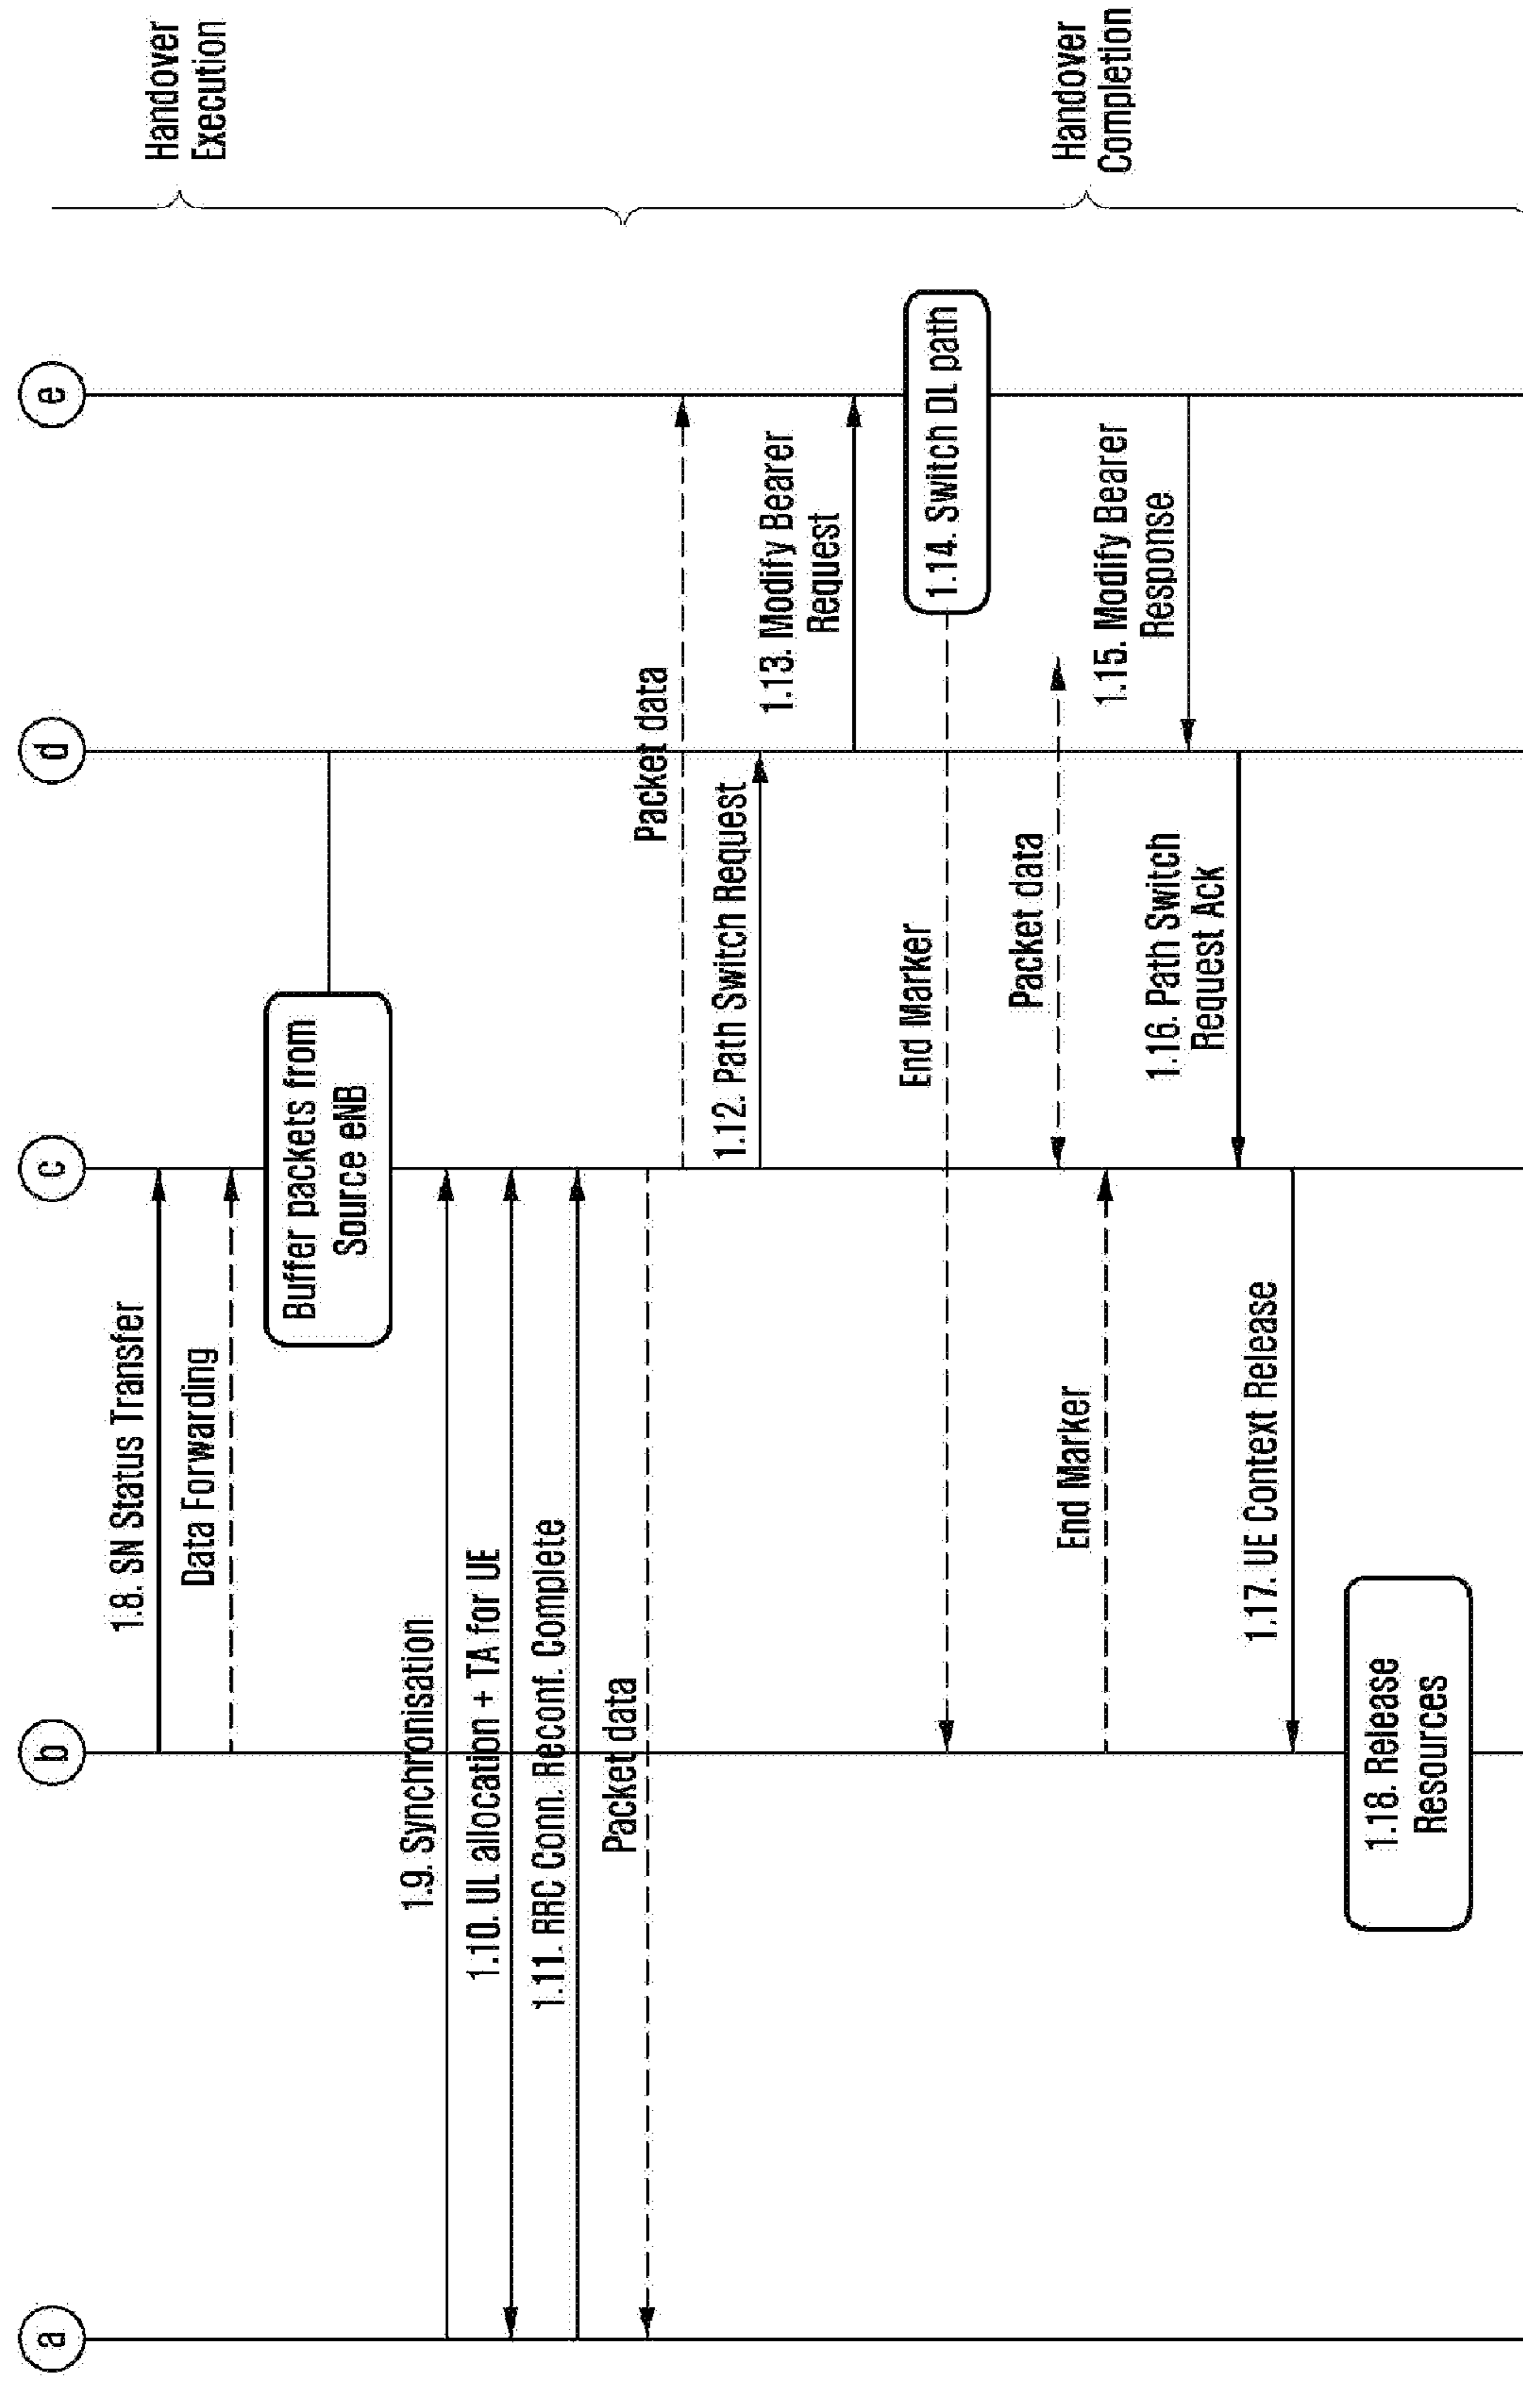 a
b
c
d
e
Handover
Execution
1.8. SN Status Transfer
Data Forwarding
Buffer packets from
Source eNB
1.9. Synchronisation
1.10. UL allocation + TA for UE
1.11. RRC Conn. Reconf. Complete
Packet data
Packet data
1.12. Path Switch Request
1.13. Modify Bearer
Request
Handover
Completion
1.14. Switch DL path
End Marker
Packet data
End Marker
1.15. Modify Bearer
Response
1.16. Path Switch
Request Ack
1.17. UE Context Release
1.18. Release
Resources